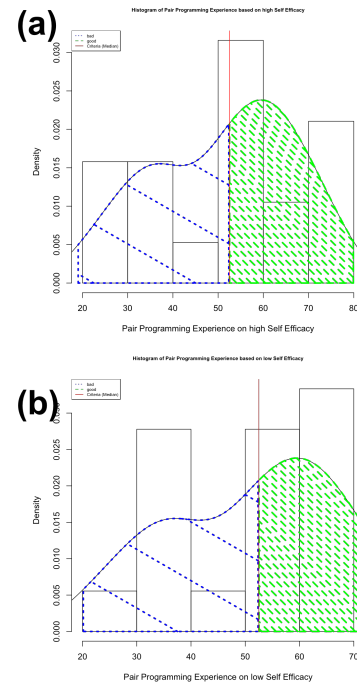 (a)
Histogram of Pair Programming Experience based on high Self Efficacy
bad
good
Criteria (Median)
Density
0.030
0.025
0.020
0.015
0.010
0.005
0.000
20 30 40 50 60 70 80
Pair Programming Experience on high Self Efficacy
(b)
Histogram of Pair Programming Experience based on low Self Efficacy
bad
good
Criteria (Median)
Density
0.030
0.025
0.020
0.015
0.010
0.005
0.000
20 30 40 50 60 70
Pair Programming Experience on low Self Efficacy